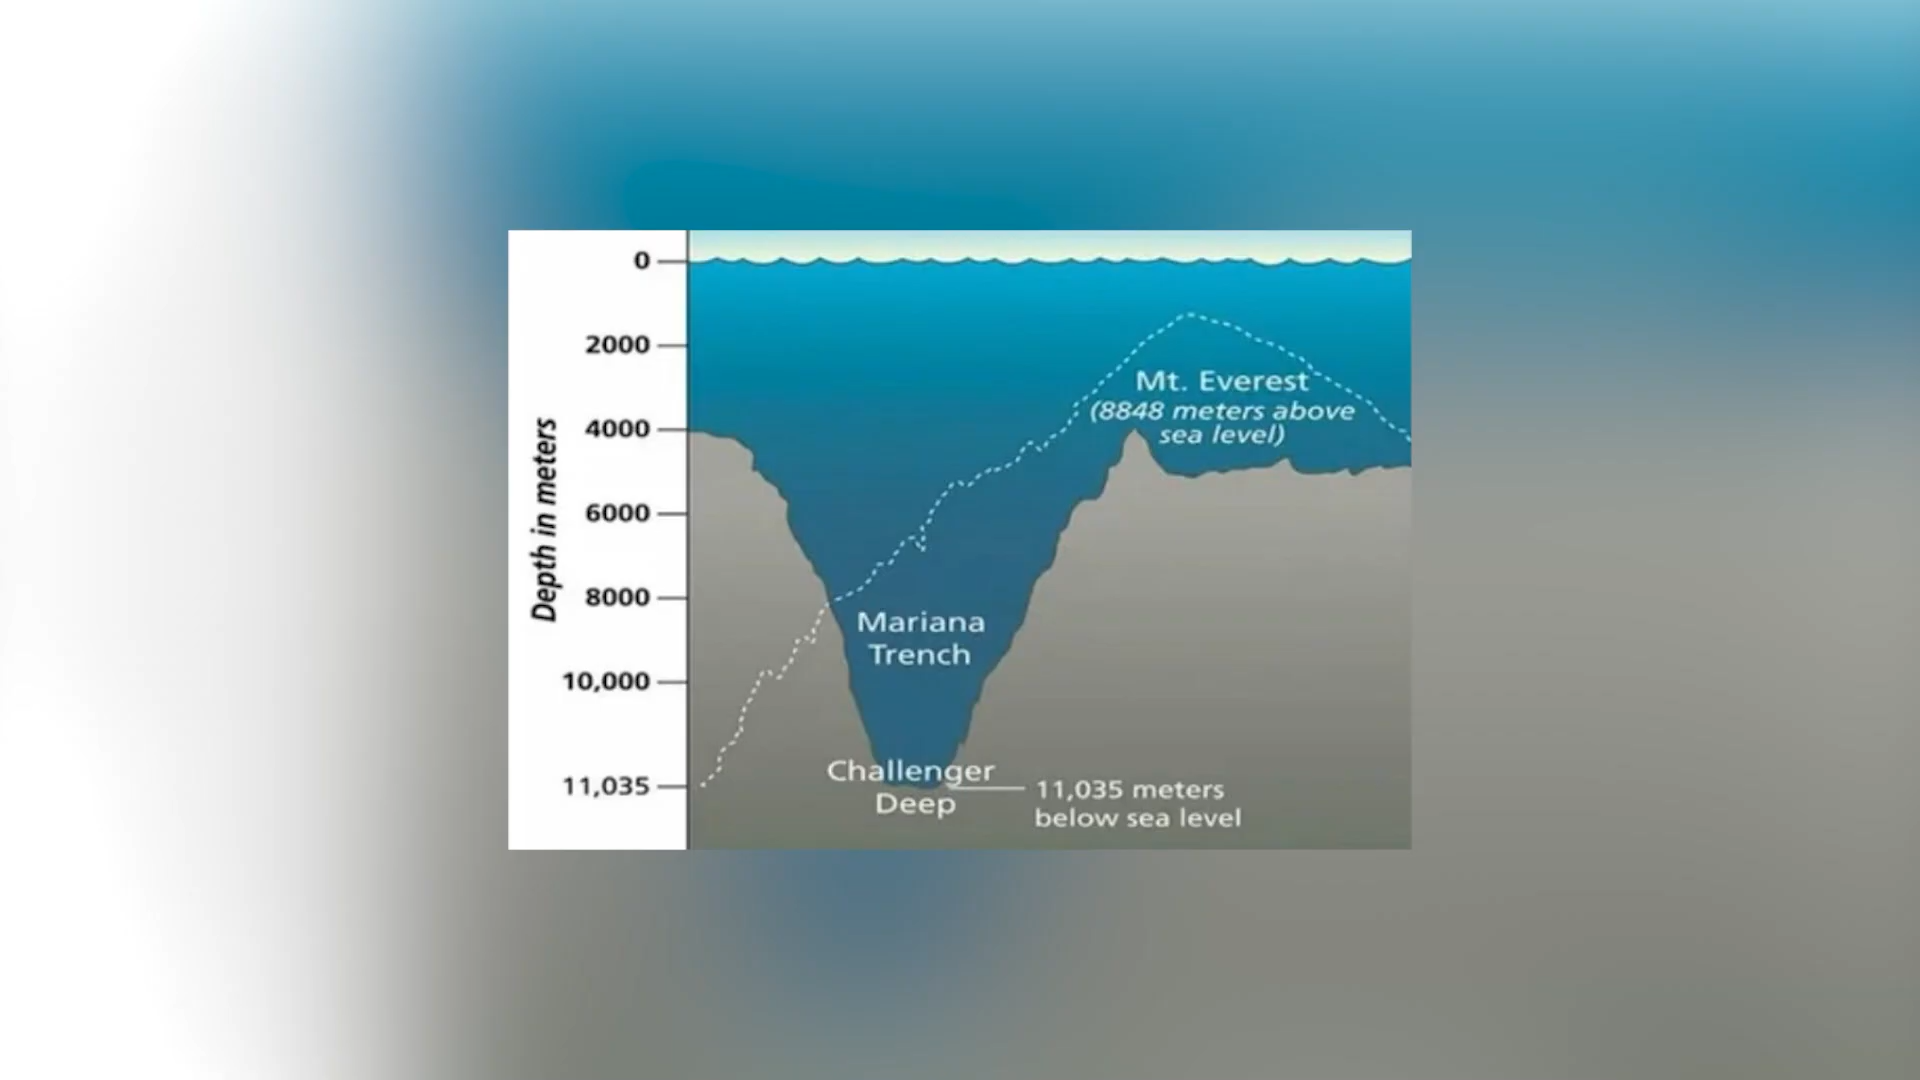 0
2000
4000
6000
8000
10,000
11,035
Depth in meters
Mt. Everest
(8848 meters above
sea level)
Mariana
Trench
Challenger
Deep
11,035 meters
below sea level